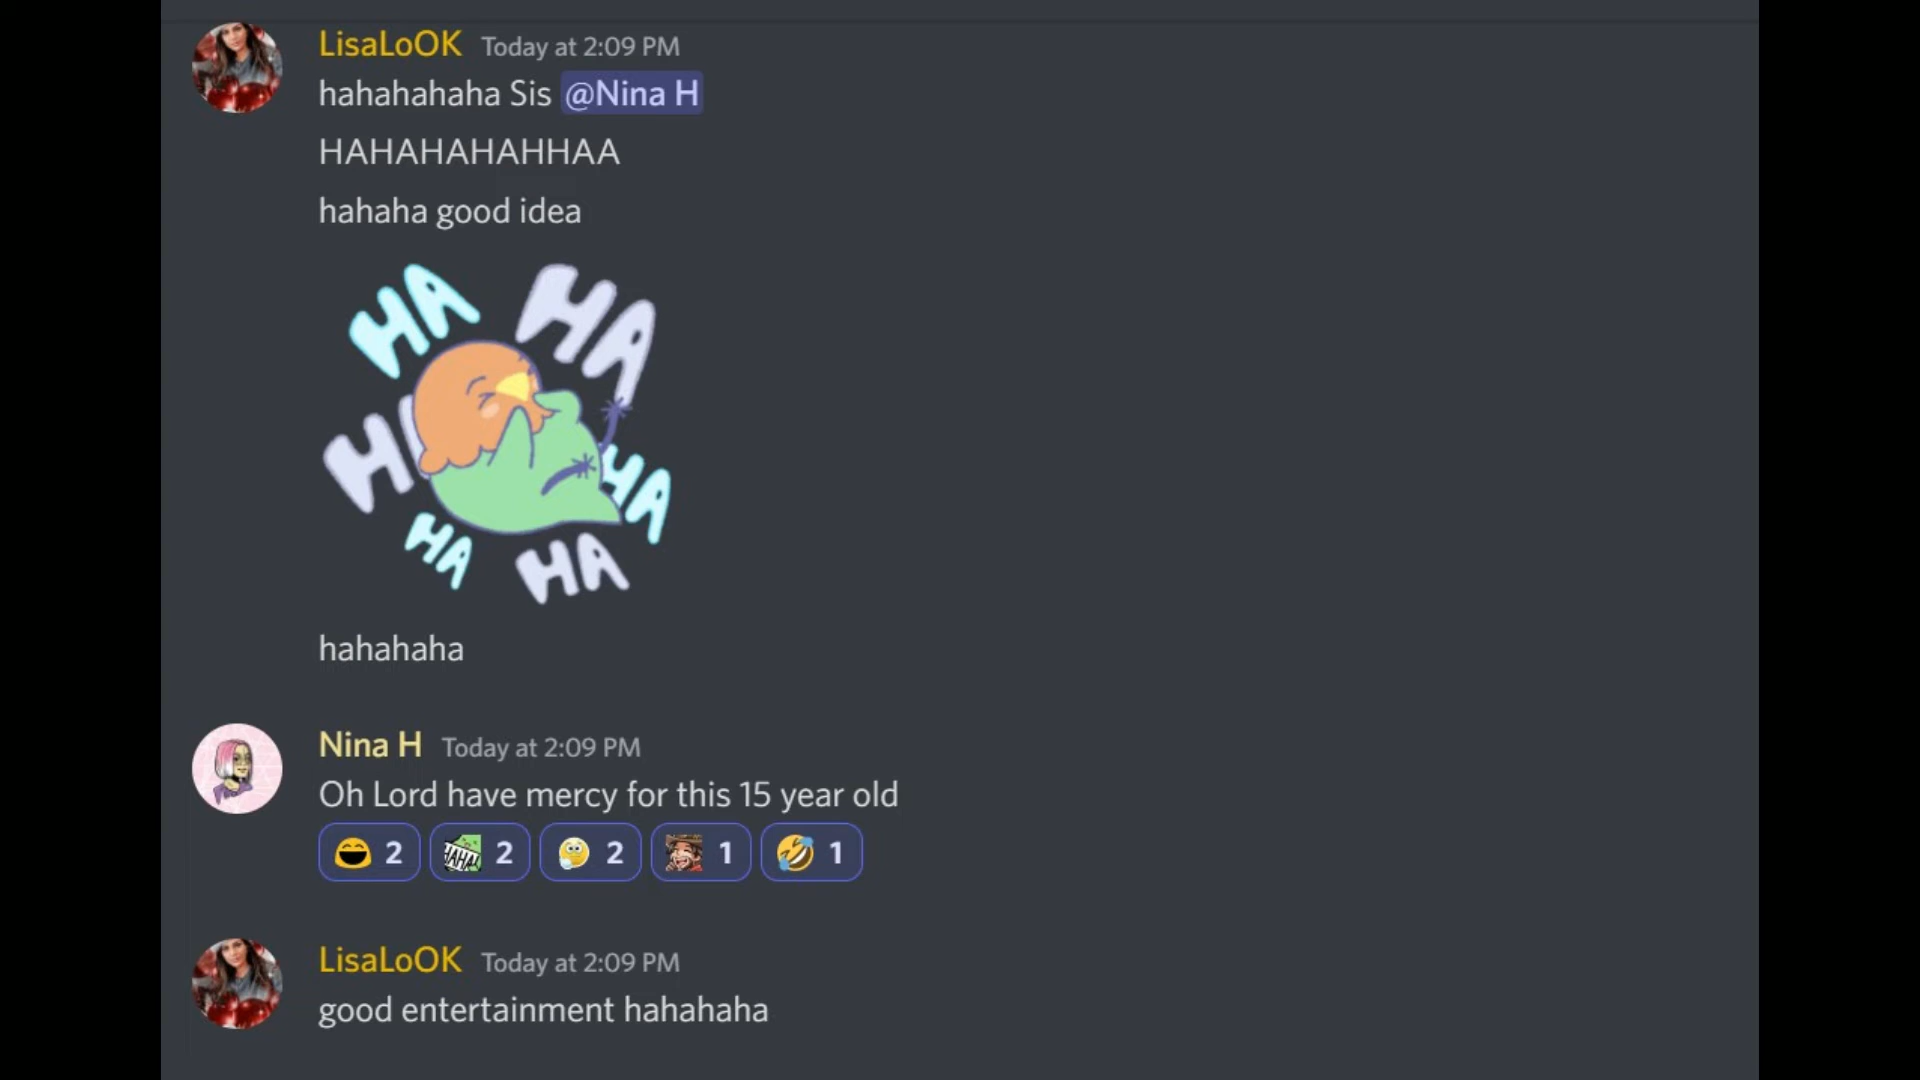 LisaLoOK Today at 2:09 PM
hahahahaha Sis @Nina H
HAHAHAHAHHAA
hahaha good idea
HA HA
HA
HA
HA HA
hahahaha
Nina H Today at 2:09 PM
Oh Lord have mercy for this 15 year old
2 HAHA 2 2 1 1
LisaLoOK Today at 2:09 PM
good entertainment hahahaha